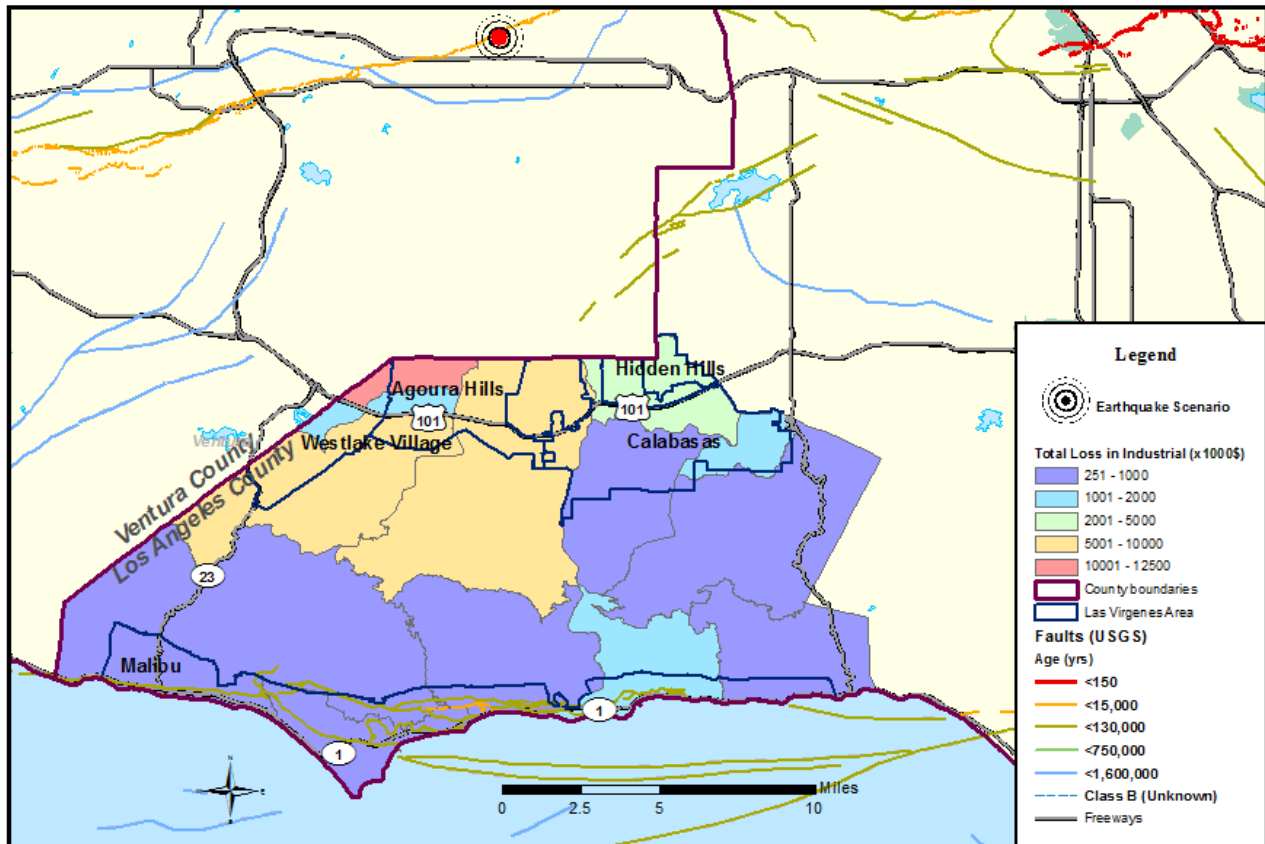 Hidden Hills
Agoura Hills
101
101
Westlake Village
Calabasas
Ventura County
Los Angeles County
23
Malibu
1
1
N
E
S
Miles
0 2.5 5 10
Legend
Earthquake Scenario
Total Loss in Industrial (x1000$)
251 - 1000
1001 - 2000
2001 - 5000
5001 - 10000
10001 - 12500
County boundaries
Las Virgenes Area
Faults (USGS)
Age (yrs)
<150
<15,000
<130,000
<750,000
<1,600,000
Class B (Unknown)
Freeways